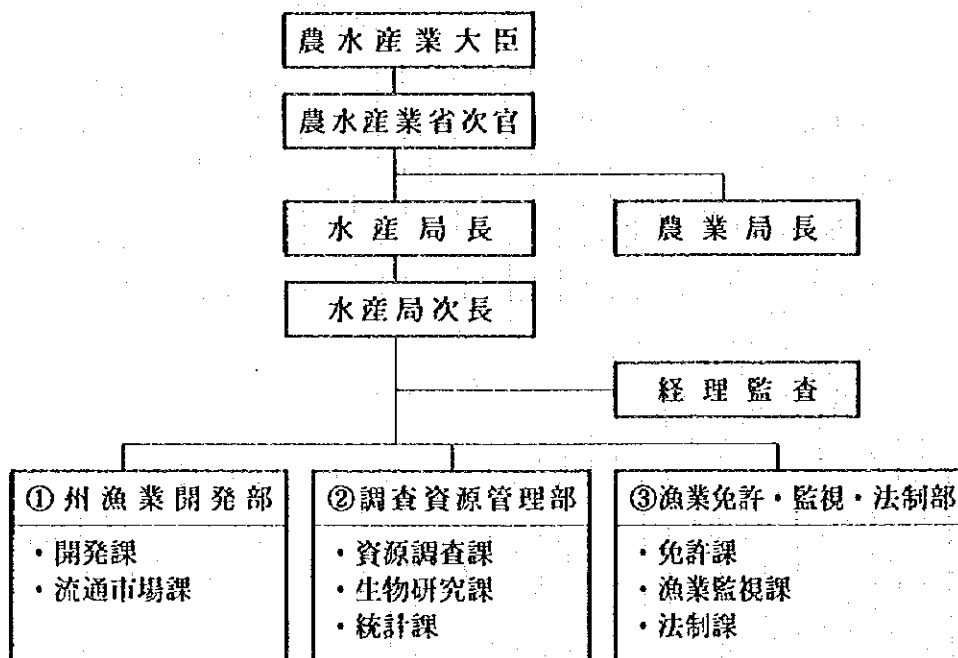 農水産業大臣
農水産業省次官
水産局長
農業局長
水産局次長
経理監査
①州漁業開発部
・開発課
・流通市場課
②調査資源管理部
・資源調査課
・生物研究課
・統計課
③漁業免許・監視・法制部
・免許課
・漁業監視課
・法制課